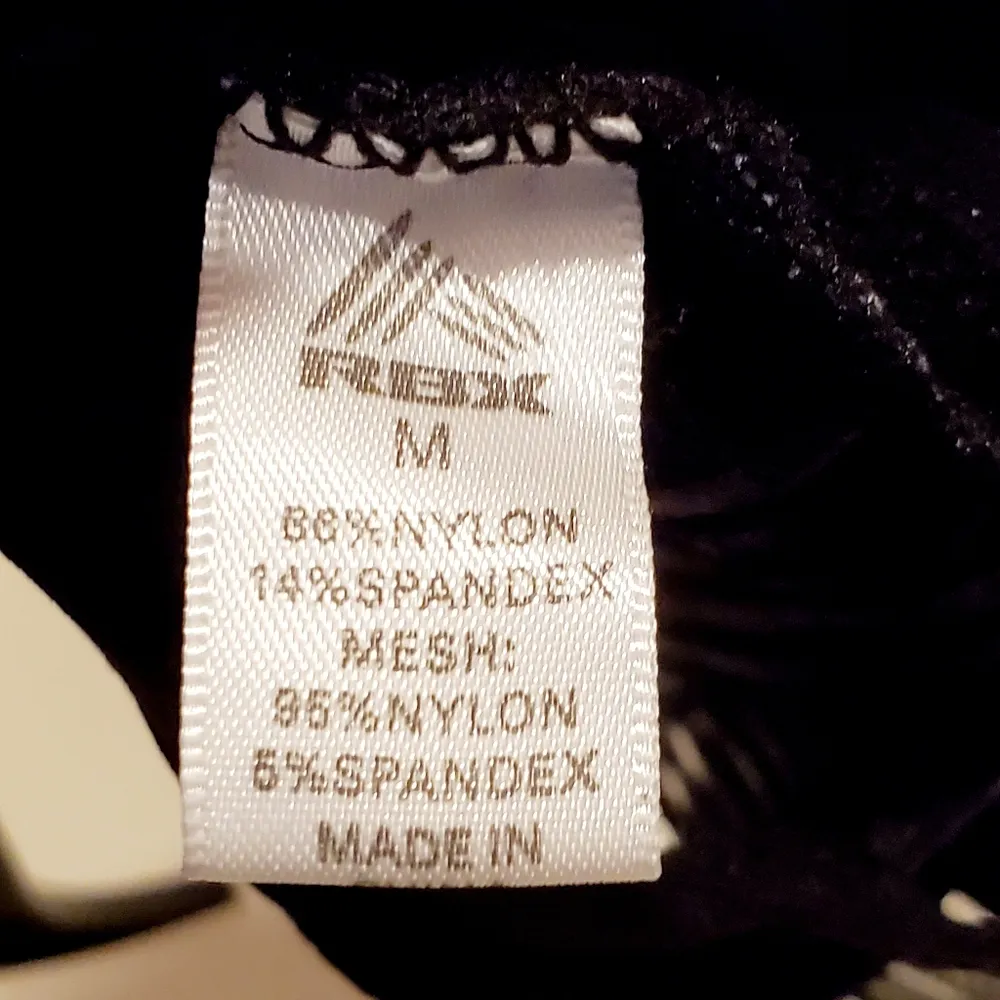 RBX
M
86%NYLON
14%SPANDEX
MESH:
95%NYLON
5%SPANDEX
MADE IN